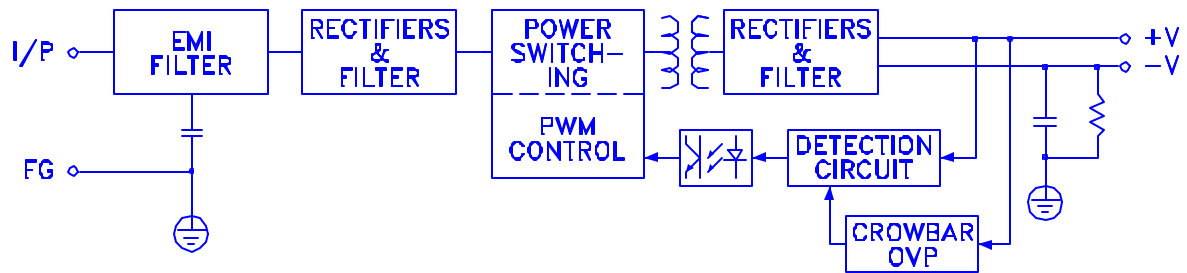 I/P
EMI
FILTER
RECTIFIERS
&
FILTER
POWER
SWITCH-
ING
PWM
CONTROL
RECTIFIERS
&
FILTER
+V
-V
DETECTION
CIRCUIT
FG
CROWBAR
OVP